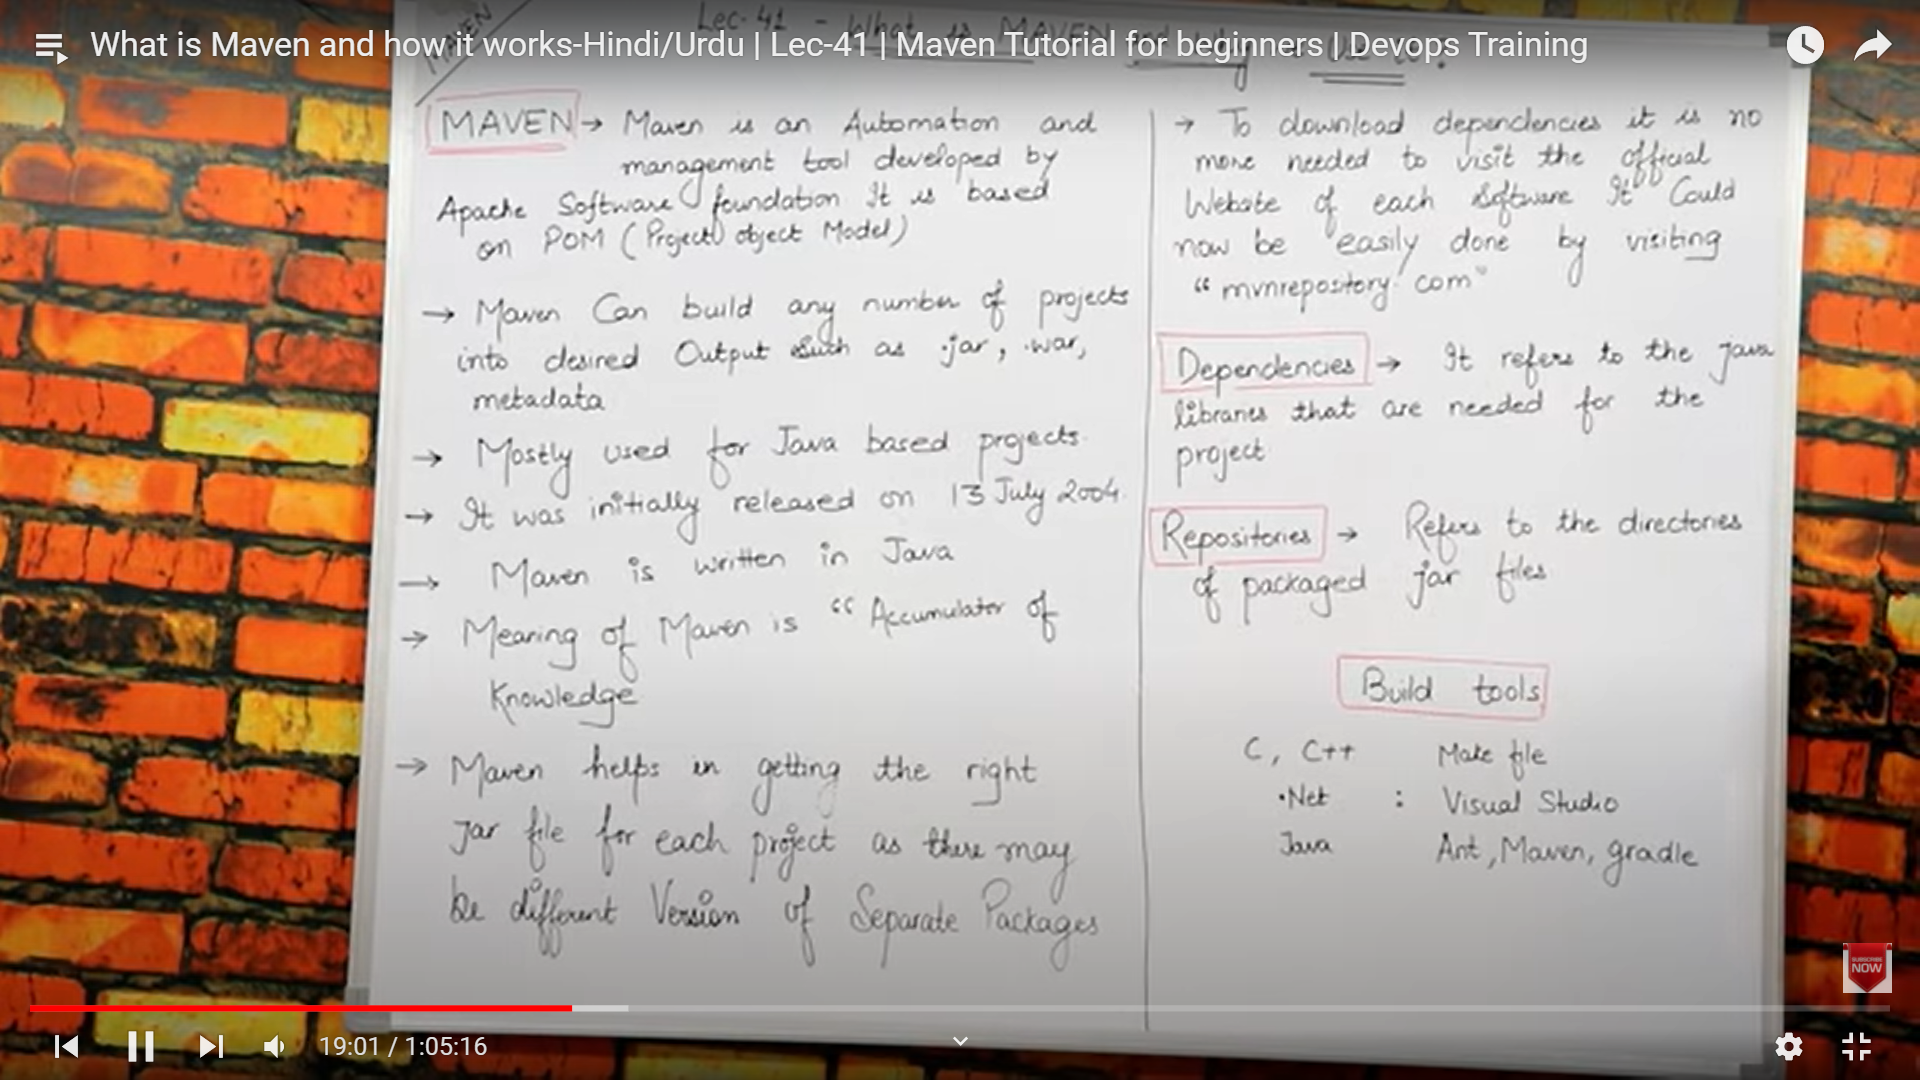 What is Maven and how it works-Hindi/Urdu | Lec-41 | Maven Tutorial for beginners | Devops Training
MAVEN
Lec-41 - What is MAVEN
MAVEN → Maven is an Automation and
management tool developed by
Apache Software foundation It is based
on POM (Project object Model)
→ Maven Can build any number of projects
into desired Output such as .jar, .war,
metadata
→ Mostly used for Java based projects.
→ It was initially released on 13 July 2004.
→ Maven is written in Java
→ Meaning of Maven is “ Accumulator of
Knowledge
→ Maven helps in getting the right
jar file for each project as there may
be different Version of Separate Packages
→ To download dependencies it is no
more needed to visit the official
Website of each Software It Could
now be easily done by visiting
“ mvnrepository.com”
Dependencies → It refers to the java
libraries that are needed for the
project
Repositories → Refers to the directories
of packaged jar files
Build tools
C, C++ Make file
.Net : Visual Studio
Java Ant, Maven, gradle
SUBSCRIBE
NOW
19:01 / 1:05:16